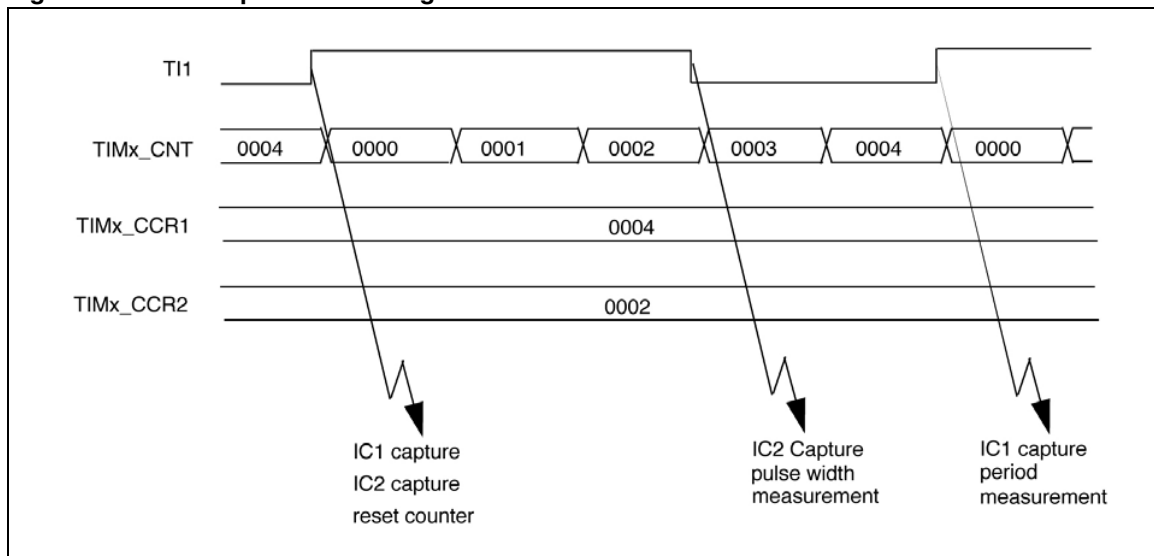 TI1
TIMx_CNT 0004 0000 0001 0002 0003 0004 0000
TIMx_CCR1 0004
TIMx_CCR2 0002
IC1 capture
IC2 capture
reset counter
IC2 Capture
pulse width
measurement
IC1 capture
period
measurement